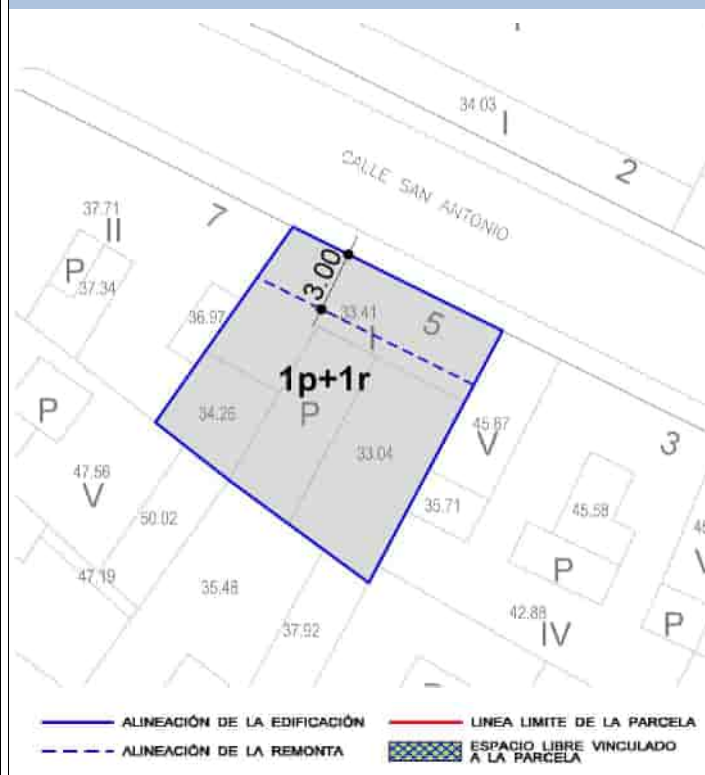 34.03
I
2
CALLE SAN ANTONIO
7
37.71
II
P
37.34
3.00
36.97
33.41
5
I
1p+1r
P
34.26
33.04
45.67
V
3
P
47.56
V
50.02
35.71
45.58
P
P
47.19
35.48
37.92
42.88
IV
ALINEACIÓN DE LA EDIFICACIÓN
LINEA LIMITE DE LA PARCELA
ALINEACIÓN DE LA REMONTA
ESPACIO LIBRE VINCULADO
A LA PARCELA